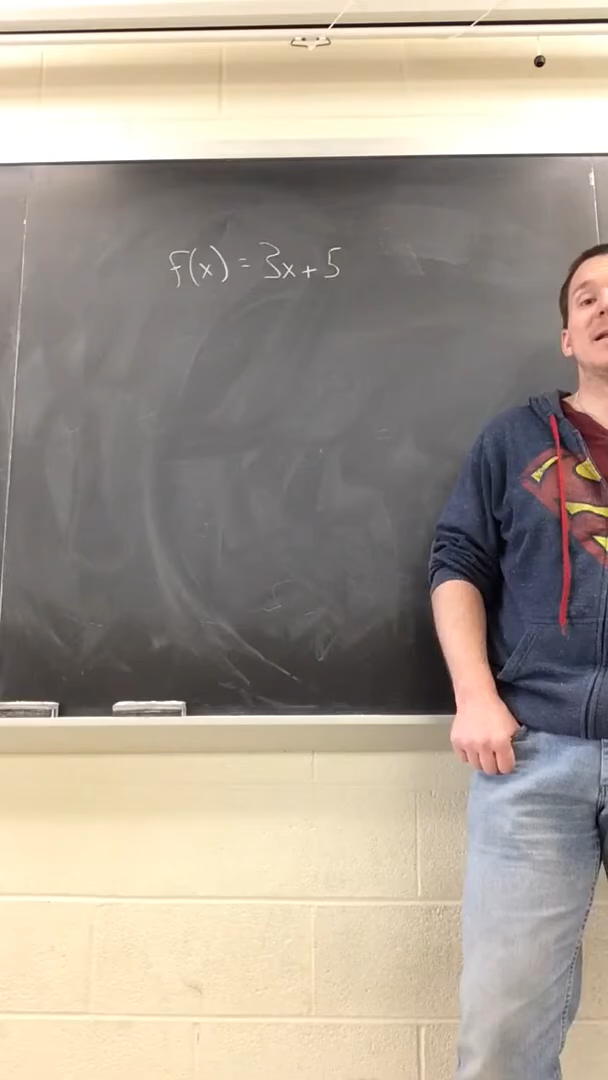 f(x) = 3x + 5